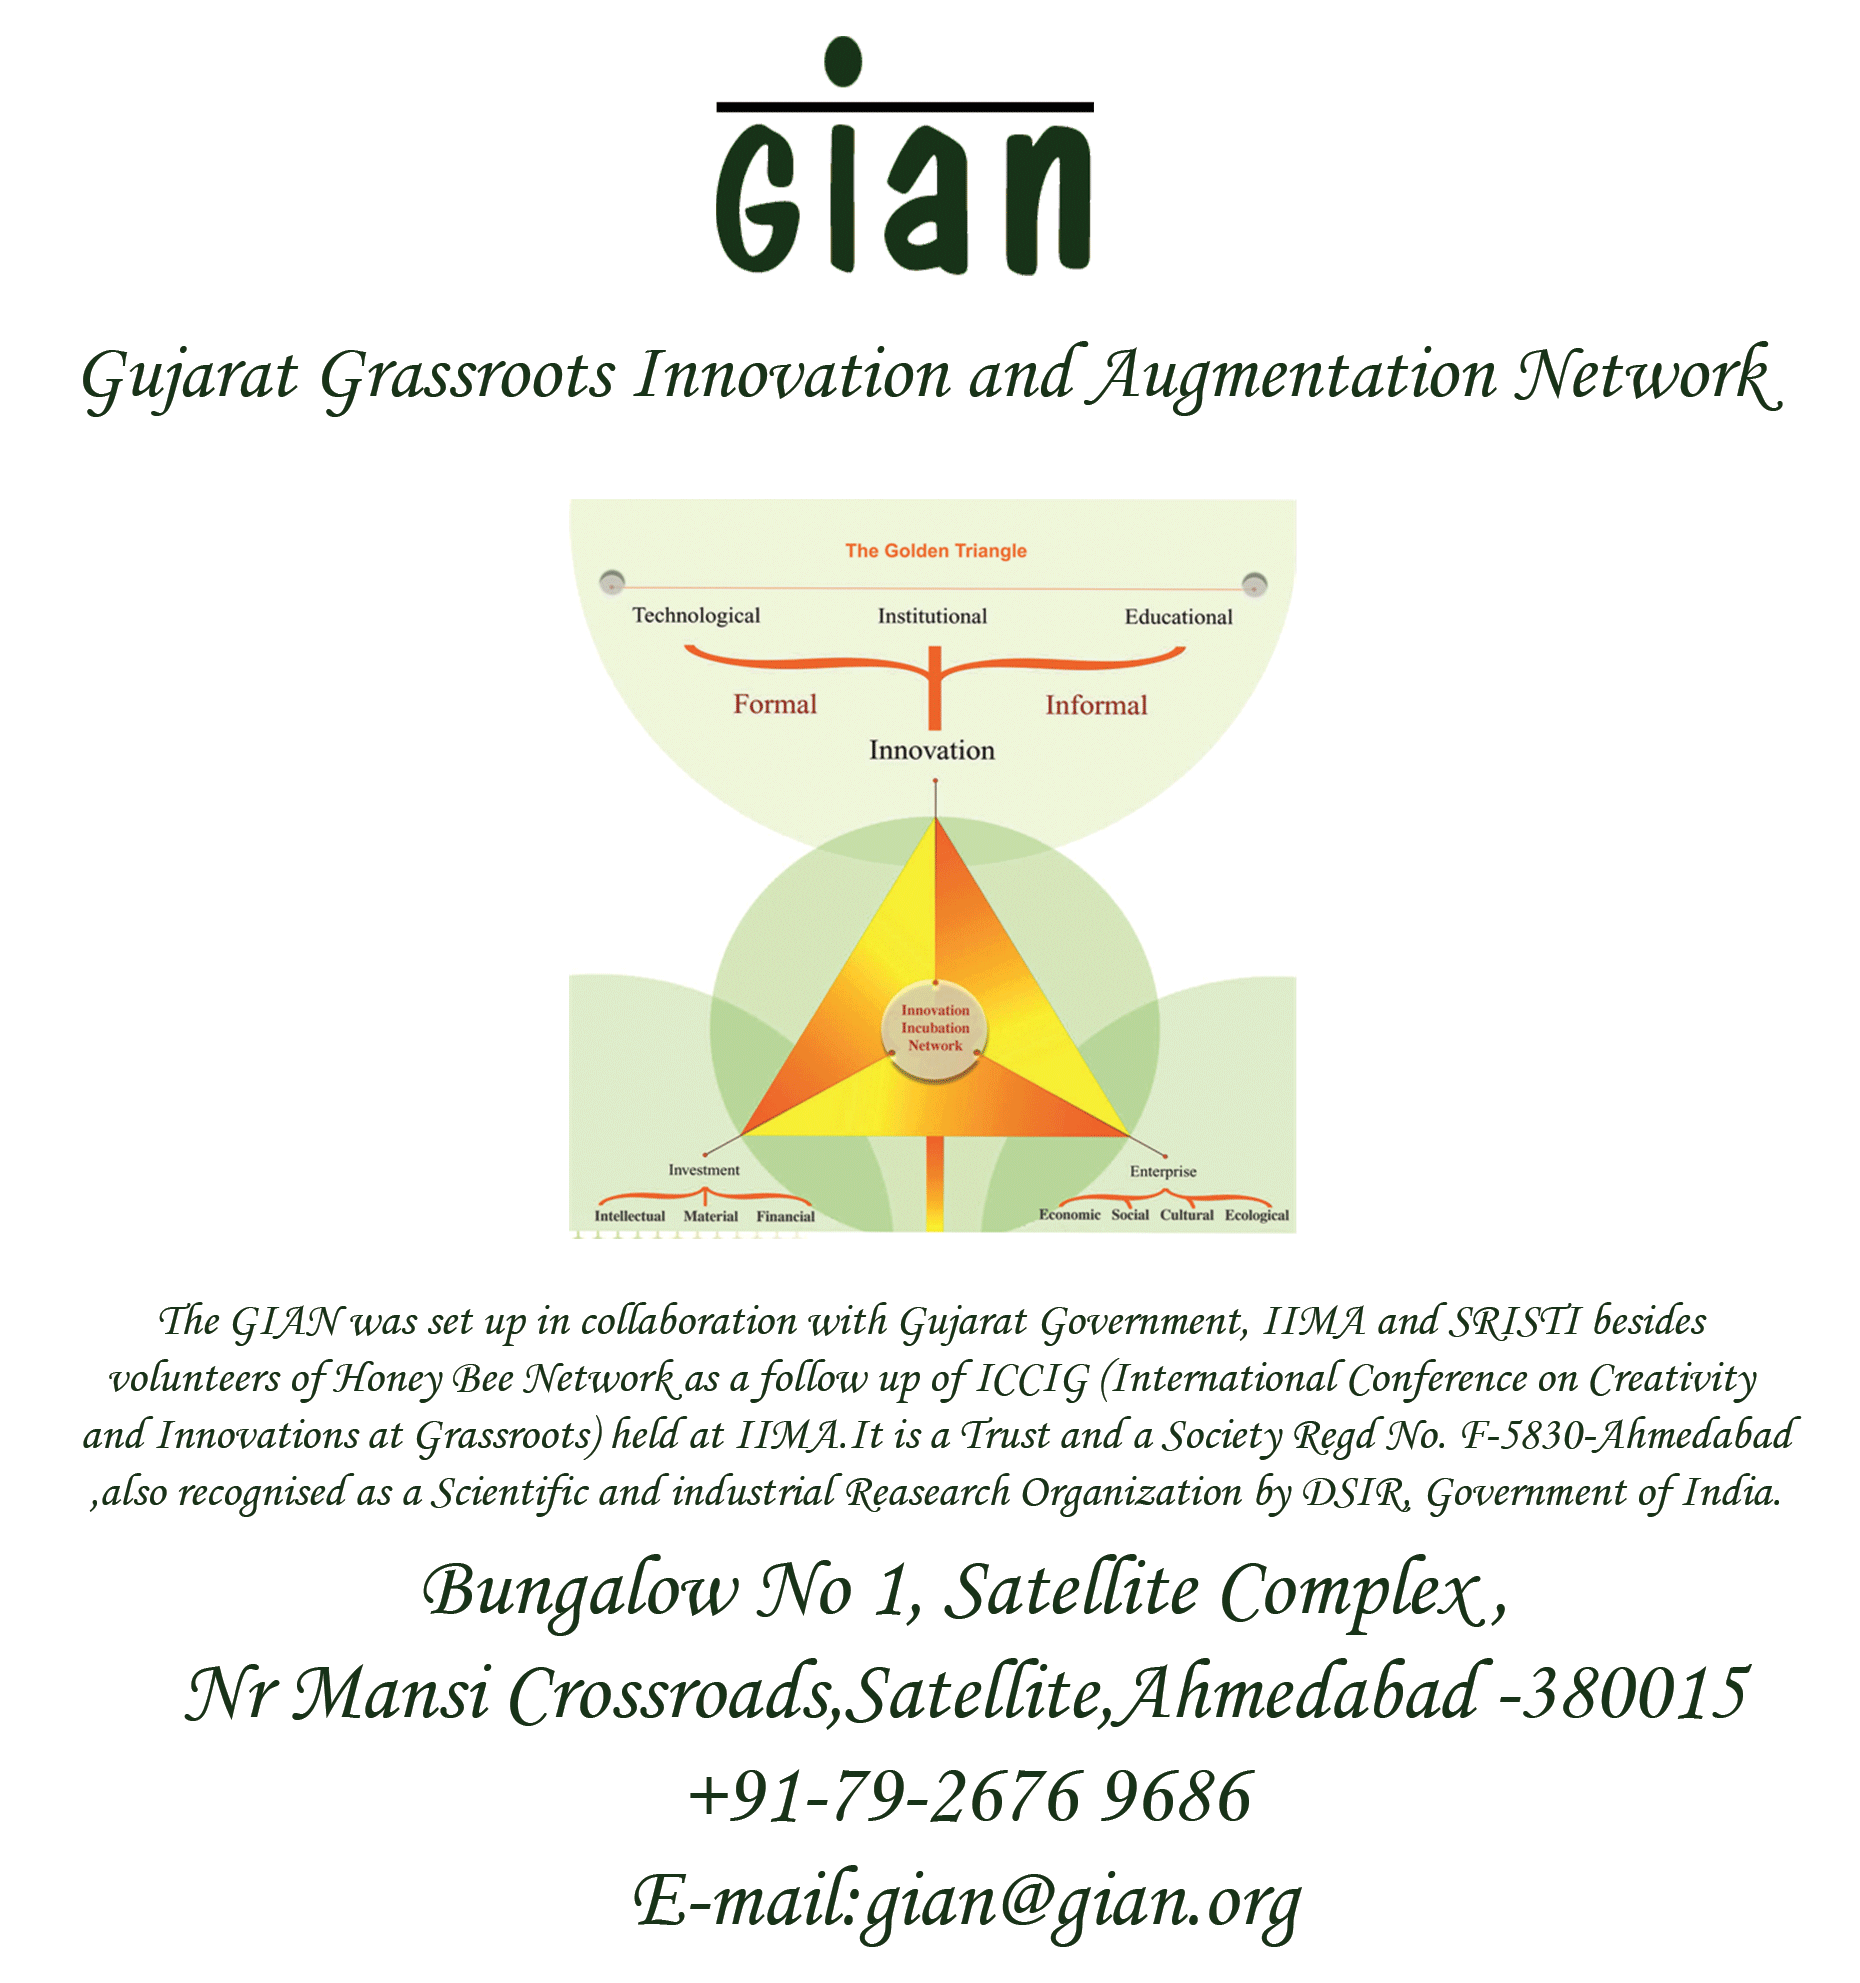 Gian
Gujarat Grassroots Innovation and Augmentation Network
The Golden Triangle
Technological Institutional Educational
Formal Informal
Innovation
Innovation
Incubation
Network
Investment Enterprise
Intellectual Material Financial Economic Social Cultural Ecological
The GIAN was set up in collaboration with Gujarat Government, IIMA and SRISTI besides
volunteers of Honey Bee Network as a follow up of ICCIG (International Conference on Creativity
and Innovations at Grassroots) held at IIMA.It is a Trust and a Society Regd No. F-5830-Ahmedabad
,also recognised as a Scientific and industrial Reasearch Organization by DSIR, Government of India.
Bungalow No 1, Satellite Complex,
Nr Mansi Crossroads,Satellite,Ahmedabad -380015
+91-79-2676 9686
E-mail:gian@gian.org